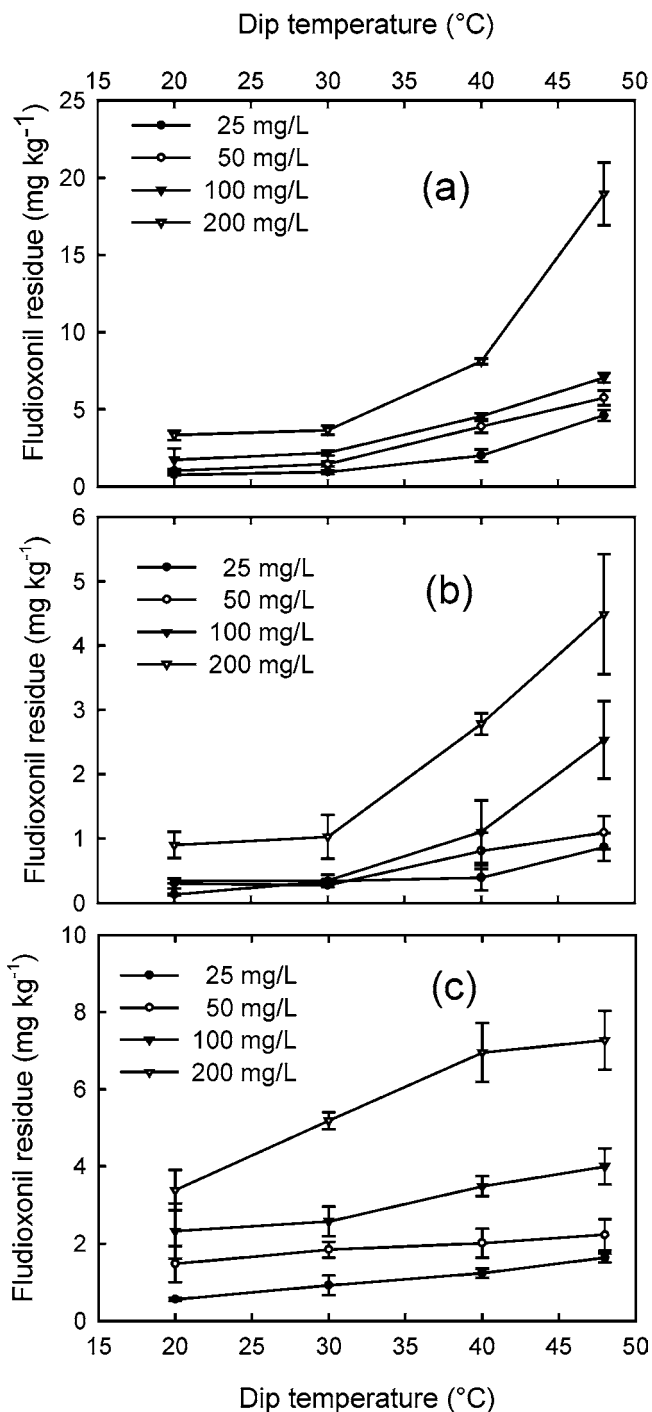 Dip temperature (°C)
15 20 25 30 35 40 45 50
25
20
15
10
5
0
Fludioxonil residue (mg kg⁻¹)
25 mg/L
50 mg/L
100 mg/L
200 mg/L
(a)
6
5
4
3
2
1
0
Fludioxonil residue (mg kg⁻¹)
25 mg/L
50 mg/L
100 mg/L
200 mg/L
(b)
10
8
6
4
2
0
Fludioxonil residue (mg kg⁻¹)
25 mg/L
50 mg/L
100 mg/L
200 mg/L
(c)
15 20 25 30 35 40 45 50
Dip temperature (°C)